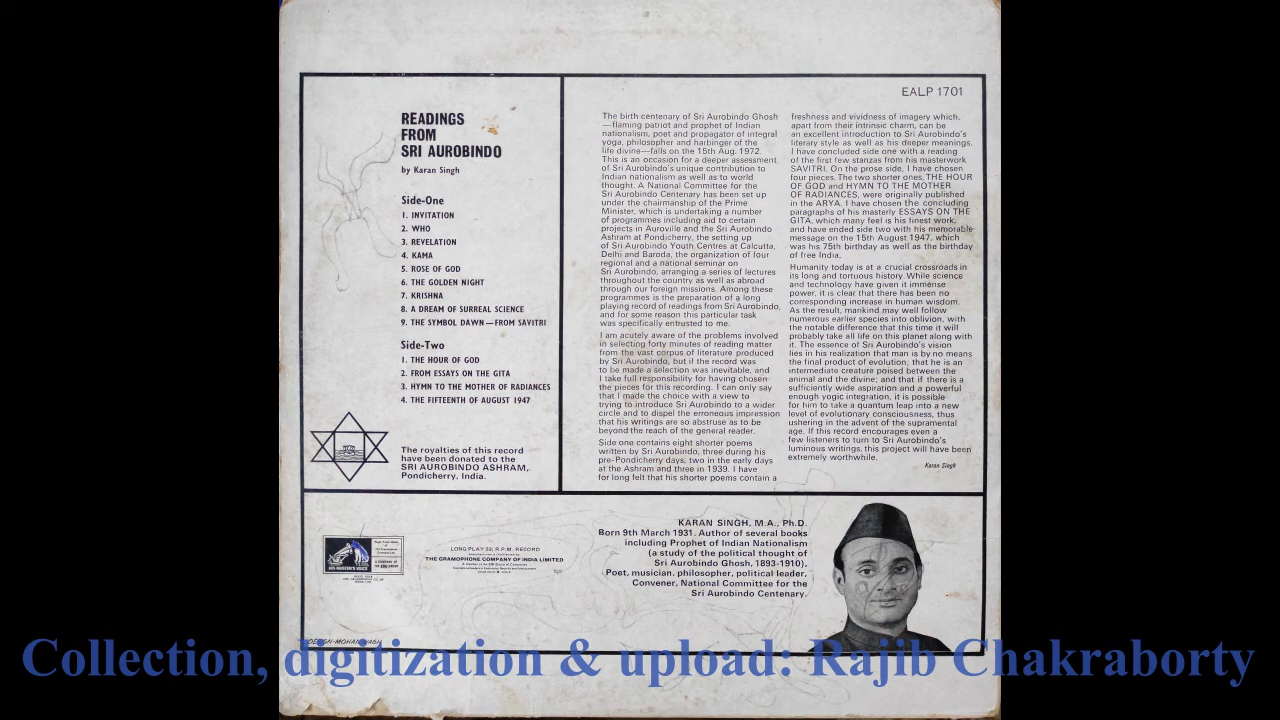 EALP 1701
READINGS
FROM
SRI AUROBINDO
by Karan Singh
Side-One
1. INVITATION
2. WHO
3. REVELATION
4. KAMA
5. ROSE OF GOD
6. THE GOLDEN NIGHT
7. KRISHNA
8. A DREAM OF SURREAL SCIENCE
9. THE SYMBOL DAWN—FROM SAVITRI
Side-Two
1. THE HOUR OF GOD
2. FROM ESSAYS ON THE GITA
3. HYMN TO THE MOTHER OF RADIANCES
4. THE FIFTEENTH OF AUGUST 1947
The royalties of this record
have been donated to the
SRI AUROBINDO ASHRAM,
Pondicherry, India.
The birth centenary of Sri Aurobindo Ghosh
—flaming patriot and prophet of Indian
nationalism, poet and propagator of integral
yoga, philosopher and harbinger of the
life divine—falls on the 15th Aug. 1972.
This is an occasion for a deeper assessment
of Sri Aurobindo's unique contribution to
Indian nationalism as well as to world
thought. A National Committee for the
Sri Aurobindo Centenary has been set up
under the chairmanship of the Prime
Minister, which is undertaking a number
of programmes including aid to certain
projects in Auroville and the Sri Aurobindo
Ashram at Pondicherry, the setting up
of Sri Aurobindo Youth Centres at Calcutta,
Delhi and Baroda, the organization of four
regional and a national seminar on
Sri Aurobindo, arranging a series of lectures
throughout the country as well as abroad
through our foreign missions. Among these
programmes is the preparation of a long
playing record of readings from Sri Aurobindo,
and for some reason this particular task
was specifically entrusted to me.
I am acutely aware of the problems involved
in selecting forty minutes of reading matter
from the vast corpus of literature produced
by Sri Aurobindo, but if the record was
to be made a selection was inevitable, and
I take full responsibility for having chosen
the pieces for this recording. I can only say
that I made the choice with a view to
trying to introduce Sri Aurobindo to a wider
circle and to dispel the erroneous impression
that his writings are so abstruse as to be
beyond the reach of the general reader.
Side one contains eight shorter poems
written by Sri Aurobindo, three during his
pre-Pondicherry days, two in the early days
at the Ashram and three in 1939. I have
for long felt that his shorter poems contain a
freshness and vividness of imagery which,
apart from their intrinsic charm, can be
an excellent introduction to Sri Aurobindo's
literary style as well as his deeper meanings.
I have concluded side one with a reading
of the first few stanzas from his masterwork
SAVITRI. On the prose side, I have chosen
four pieces. The two shorter ones, THE HOUR
OF GOD and HYMN TO THE MOTHER
OF RADIANCES, were originally published
in the ARYA. I have chosen the concluding
paragraphs of his masterly ESSAYS ON THE
GITA, which many feel is his finest work,
and have ended side two with his memorable
message on the 15th August 1947, which
was his 75th birthday as well as the birthday
of free India.
Humanity today is at a crucial crossroads in
its long and tortuous history. While science
and technology have given it immense
power, it is clear that there has been no
corresponding increase in human wisdom.
As the result, mankind may well follow
numerous earlier species into oblivion, with
the notable difference that this time it will
probably take all life on this planet along with
it. The essence of Sri Aurobindo's vision
lies in his realization that man is by no means
the final product of evolution; that he is an
intermediate creature poised between the
animal and the divine; and that if there is a
sufficiently wide aspiration and a powerful
enough yogic integration, it is possible
for him to take a quantum leap into a new
level of evolutionary consciousness, thus
ushering in the advent of the supramental
age. If this record encourages even a
few listeners to turn to Sri Aurobindo's
luminous writings, this project will have been
extremely worthwhile.
Karan Singh
HIS MASTER'S VOICE
LONG PLAY 33⅓ R.P.M. RECORD
THE GRAMOPHONE COMPANY OF INDIA LIMITED
KARAN SINGH, M.A., Ph.D.
Born 9th March 1931. Author of several books
including Prophet of Indian Nationalism
(a study of the political thought of
Sri Aurobindo Ghosh, 1893-1910),
Poet, musician, philosopher, political leader,
Convener, National Committee for the
Sri Aurobindo Centenary.
Collection, digitization & upload: Rajib Chakraborty